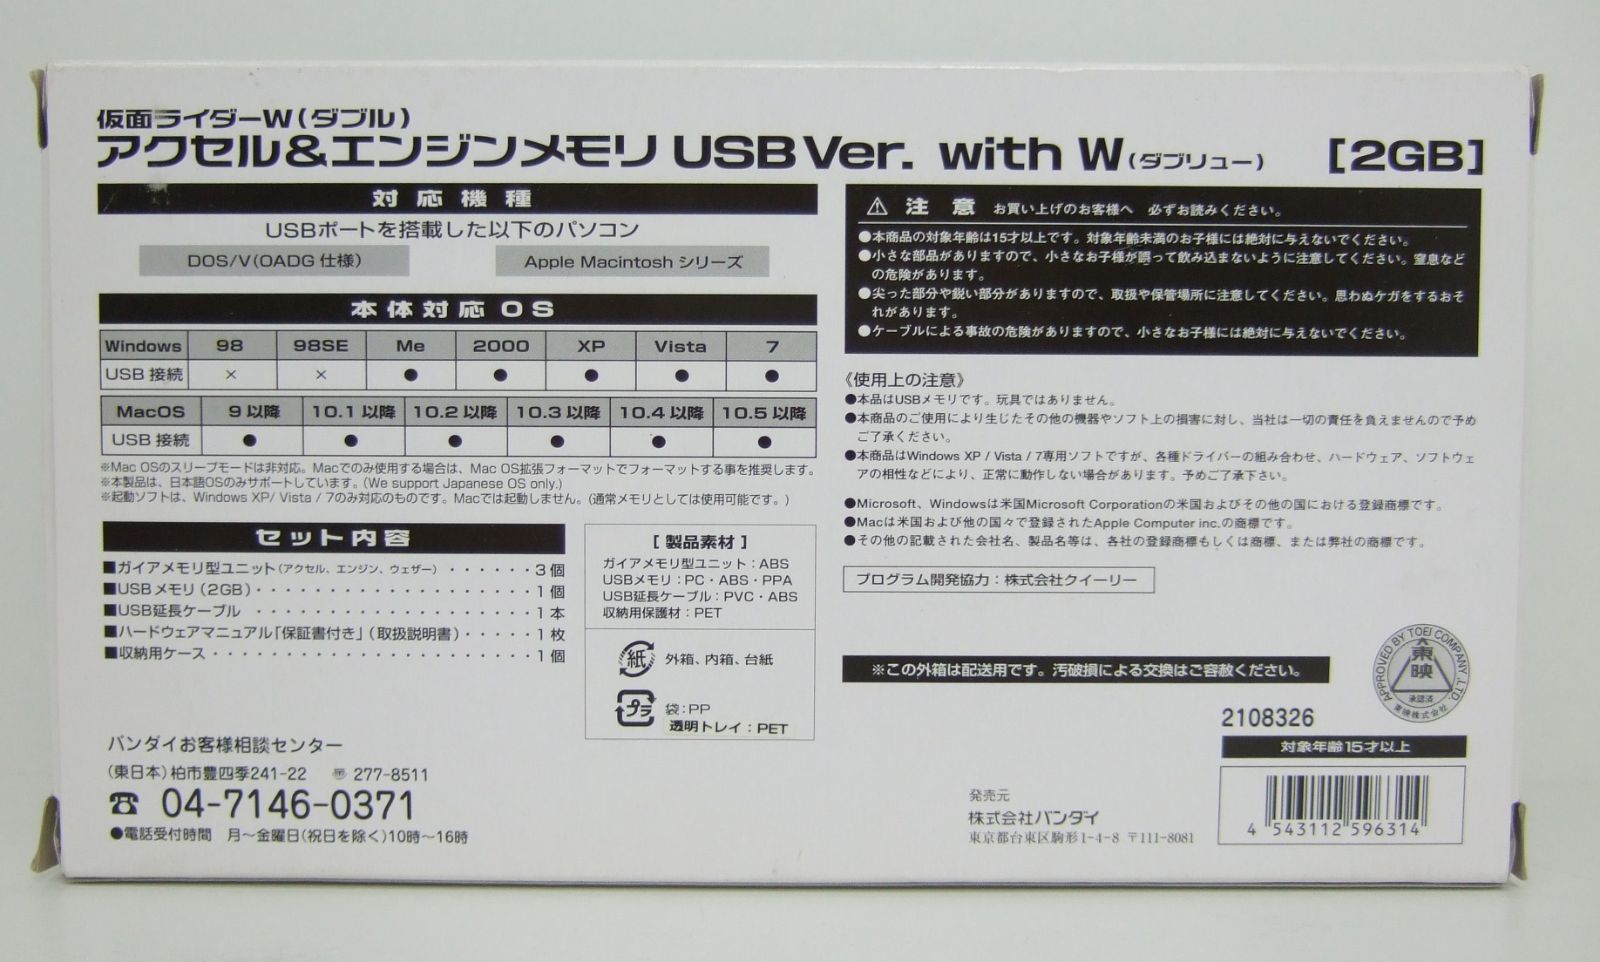 仮面ライダーW(ダブル)
アクセル&エンジンメモリ USB Ver. with W(ダブリュー) [2GB]
対応機種
USBポートを搭載した以下のパソコン
DOS/V(OADG 仕様) Apple Macintosh シリーズ
本体対応OS
Windows 98 98SE Me 2000 XP Vista 7
USB 接続 × × ● ● ● ● ●
MacOS 9 以降 10.1 以降 10.2 以降 10.3 以降 10.4 以降 10.5 以降
USB 接続 ● ● ● ● ● ●
※Mac OSのスリープモードは非対応。Macでのみ使用する場合は、Mac OS拡張フォーマットでフォーマットする事を推奨します。
※本製品は、日本語OSのみサポートしています。(We support Japanese OS only.)
※起動ソフトは、Windows XP/ Vista / 7のみ対応のものです。Macでは起動しません。(通常メモリとしては使用可能です。)
セット内容
■ガイアメモリ型ユニット(アクセル、エンジン、ウェザー)・・・・・・3個
■USBメモリ(2GB)・・・・・・・・・・・・・・・・・・・・1個
■USB延長ケーブル ・・・・・・・・・・・・・・・・・・・・1本
■ハードウェアマニュアル「保証書付き」(取扱説明書)・・・・・1枚
■収納用ケース・・・・・・・・・・・・・・・・・・・・・・・1個
[ 製品素材 ]
ガイアメモリ型ユニット:ABS
USBメモリ:PC・ABS・PPA
USB延長ケーブル:PVC・ABS
収納用保護材:PET
紙 外箱、内箱、台紙
プラ 袋:PP
透明トレイ:PET
バンダイお客様相談センター
(東日本)柏市豊四季241-22 〠 277-8511
☎ 04-7146-0371
●電話受付時間 月〜金曜日(祝日を除く)10時〜16時
⚠ 注意 お買い上げのお客様へ 必ずお読みください。
●本商品の対象年齢は15才以上です。対象年齢未満のお子様には絶対に与えないでください。
●小さな部品がありますので、小さなお子様が誤って飲み込まないように注意してください。窒息など
の危険があります。
●尖った部分や鋭い部分がありますので、取扱や保管場所に注意してください。思わぬケガをするおそ
れがあります。
●ケーブルによる事故の危険がありますので、小さなお子様には絶対に与えないでください。
《使用上の注意》
●本品はUSBメモリです。玩具ではありません。
●本商品のご使用により生じたその他の機器やソフト上の損害に対し、当社は一切の責任を負えませんので予め
ご了承ください。
●本商品はWindows XP / Vista / 7専用ソフトですが、各種ドライバーの組み合わせ、ハードウェア、ソフトウェ
アの相性などにより、正常に動作しない場合があります。予めご了承下さい。
●Microsoft、Windowsは米国Microsoft Corporationの米国およびその他の国における登録商標です。
●Macは米国および他の国々で登録されたApple Computer inc.の商標です。
●その他の記載された会社名、製品名等は、各社の登録商標もしくは商標、または弊社の商標です。
プログラム開発協力:株式会社クイーリー
※この外箱は配送用です。汚破損による交換はご容赦ください。
APPROVED BY TOEI COMPANY, LTD.
東映
承認済
東映株式会社
2108326
対象年齢15才以上
発売元
株式会社バンダイ
東京都台東区駒形1-4-8 〒111-8081
4 543112 596314